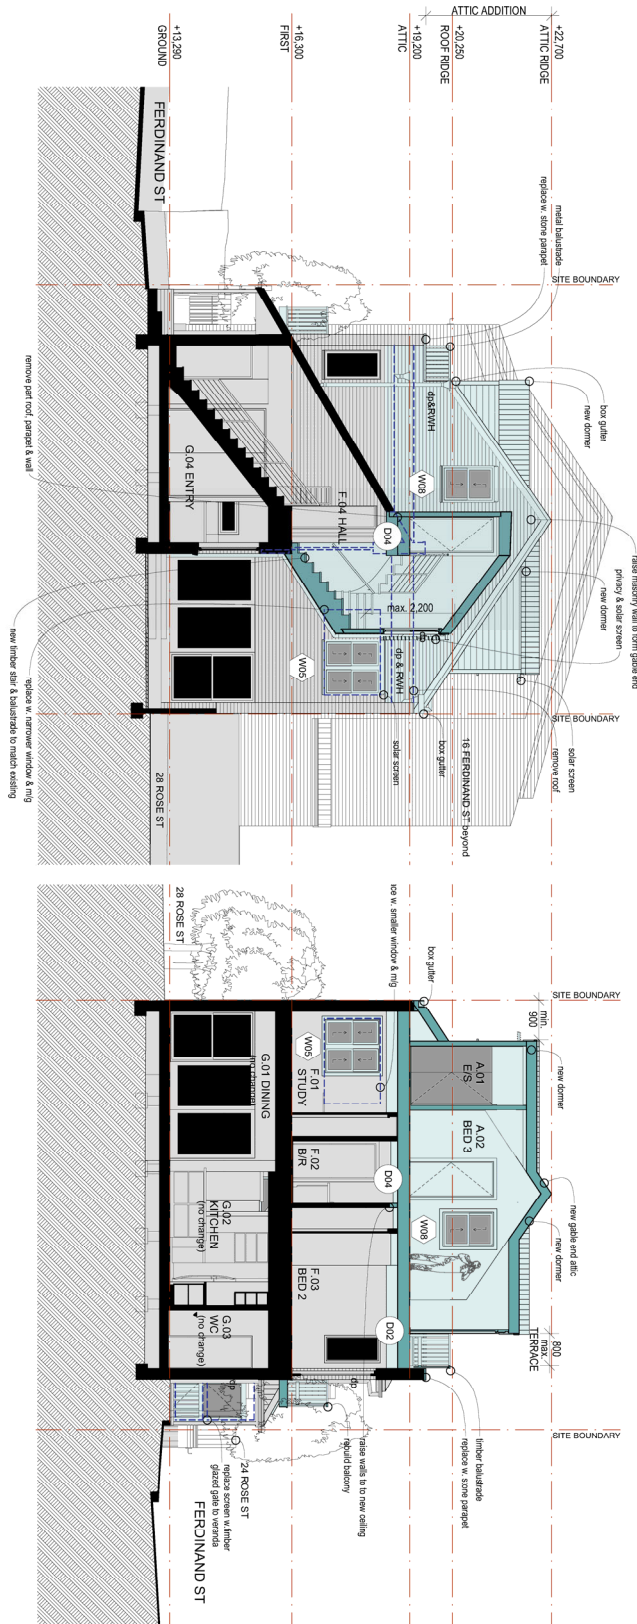 ATTIC ADDITION
+22,700
ATTIC RIDGE
+20,250
ROOF RIDGE
+19,200
ATTIC
+16,300
FIRST
+13,290
GROUND
FERDINAND ST
metal balustrade
replace w. stone parapet
SITE BOUNDARY
box gutter
new dormer
raise masonry wall to form gable end
new dormer
privacy & solar screen
dp&RWH
W08
D04
F.04 HALL
G.04 ENTRY
max. 2,200
dp
dp & RWH
W05
remove part roof, parapet & wall
new timber stair & balustrade to match existing
replace w. narrower window & m/g
solar screen
box gutter
16 FERDINAND ST beyond
remove roof
solar screen
SITE BOUNDARY
28 ROSE ST
28 ROSE ST
box gutter
SITE BOUNDARY
min.
900
new dormer
new gable end attic
new dormer
800
max
TERRACE
A.01
E/S
A.02
BED 3
W08
W05
F.01
STUDY
F.02
B/R
D04
F.03
BED 2
D02
G.01 DINING
(no change)
G.02
KITCHEN
(no change)
G.03
WC
(no change)
dp
dp
timber balustrade
replace w. stone parapet
SITE BOUNDARY
raise walls to to new ceiling
rebuild balcony
24 ROSE ST
replace screen w.timber
glazed gate to veranda
FERDINAND ST
ice w. smaller window & m/g